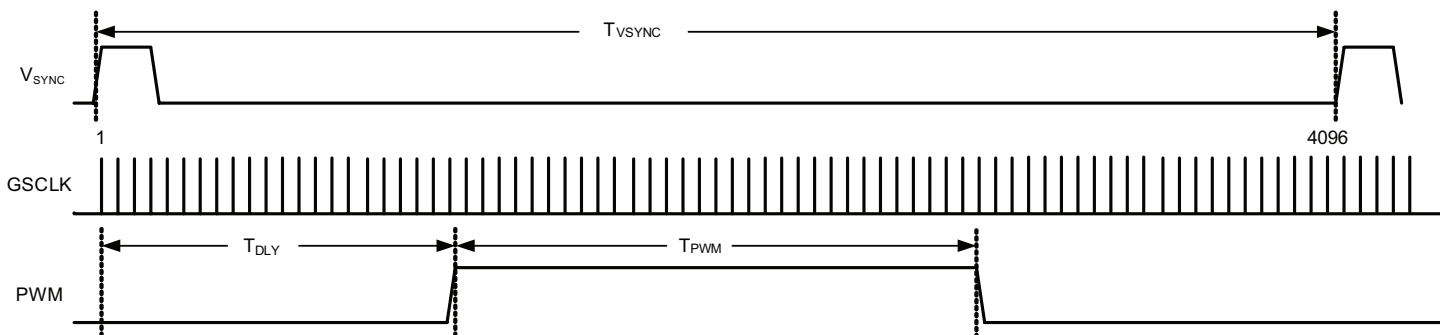 TVSYNC
VSYNC
1
4096
GSCLK
TDLY
TPWM
PWM